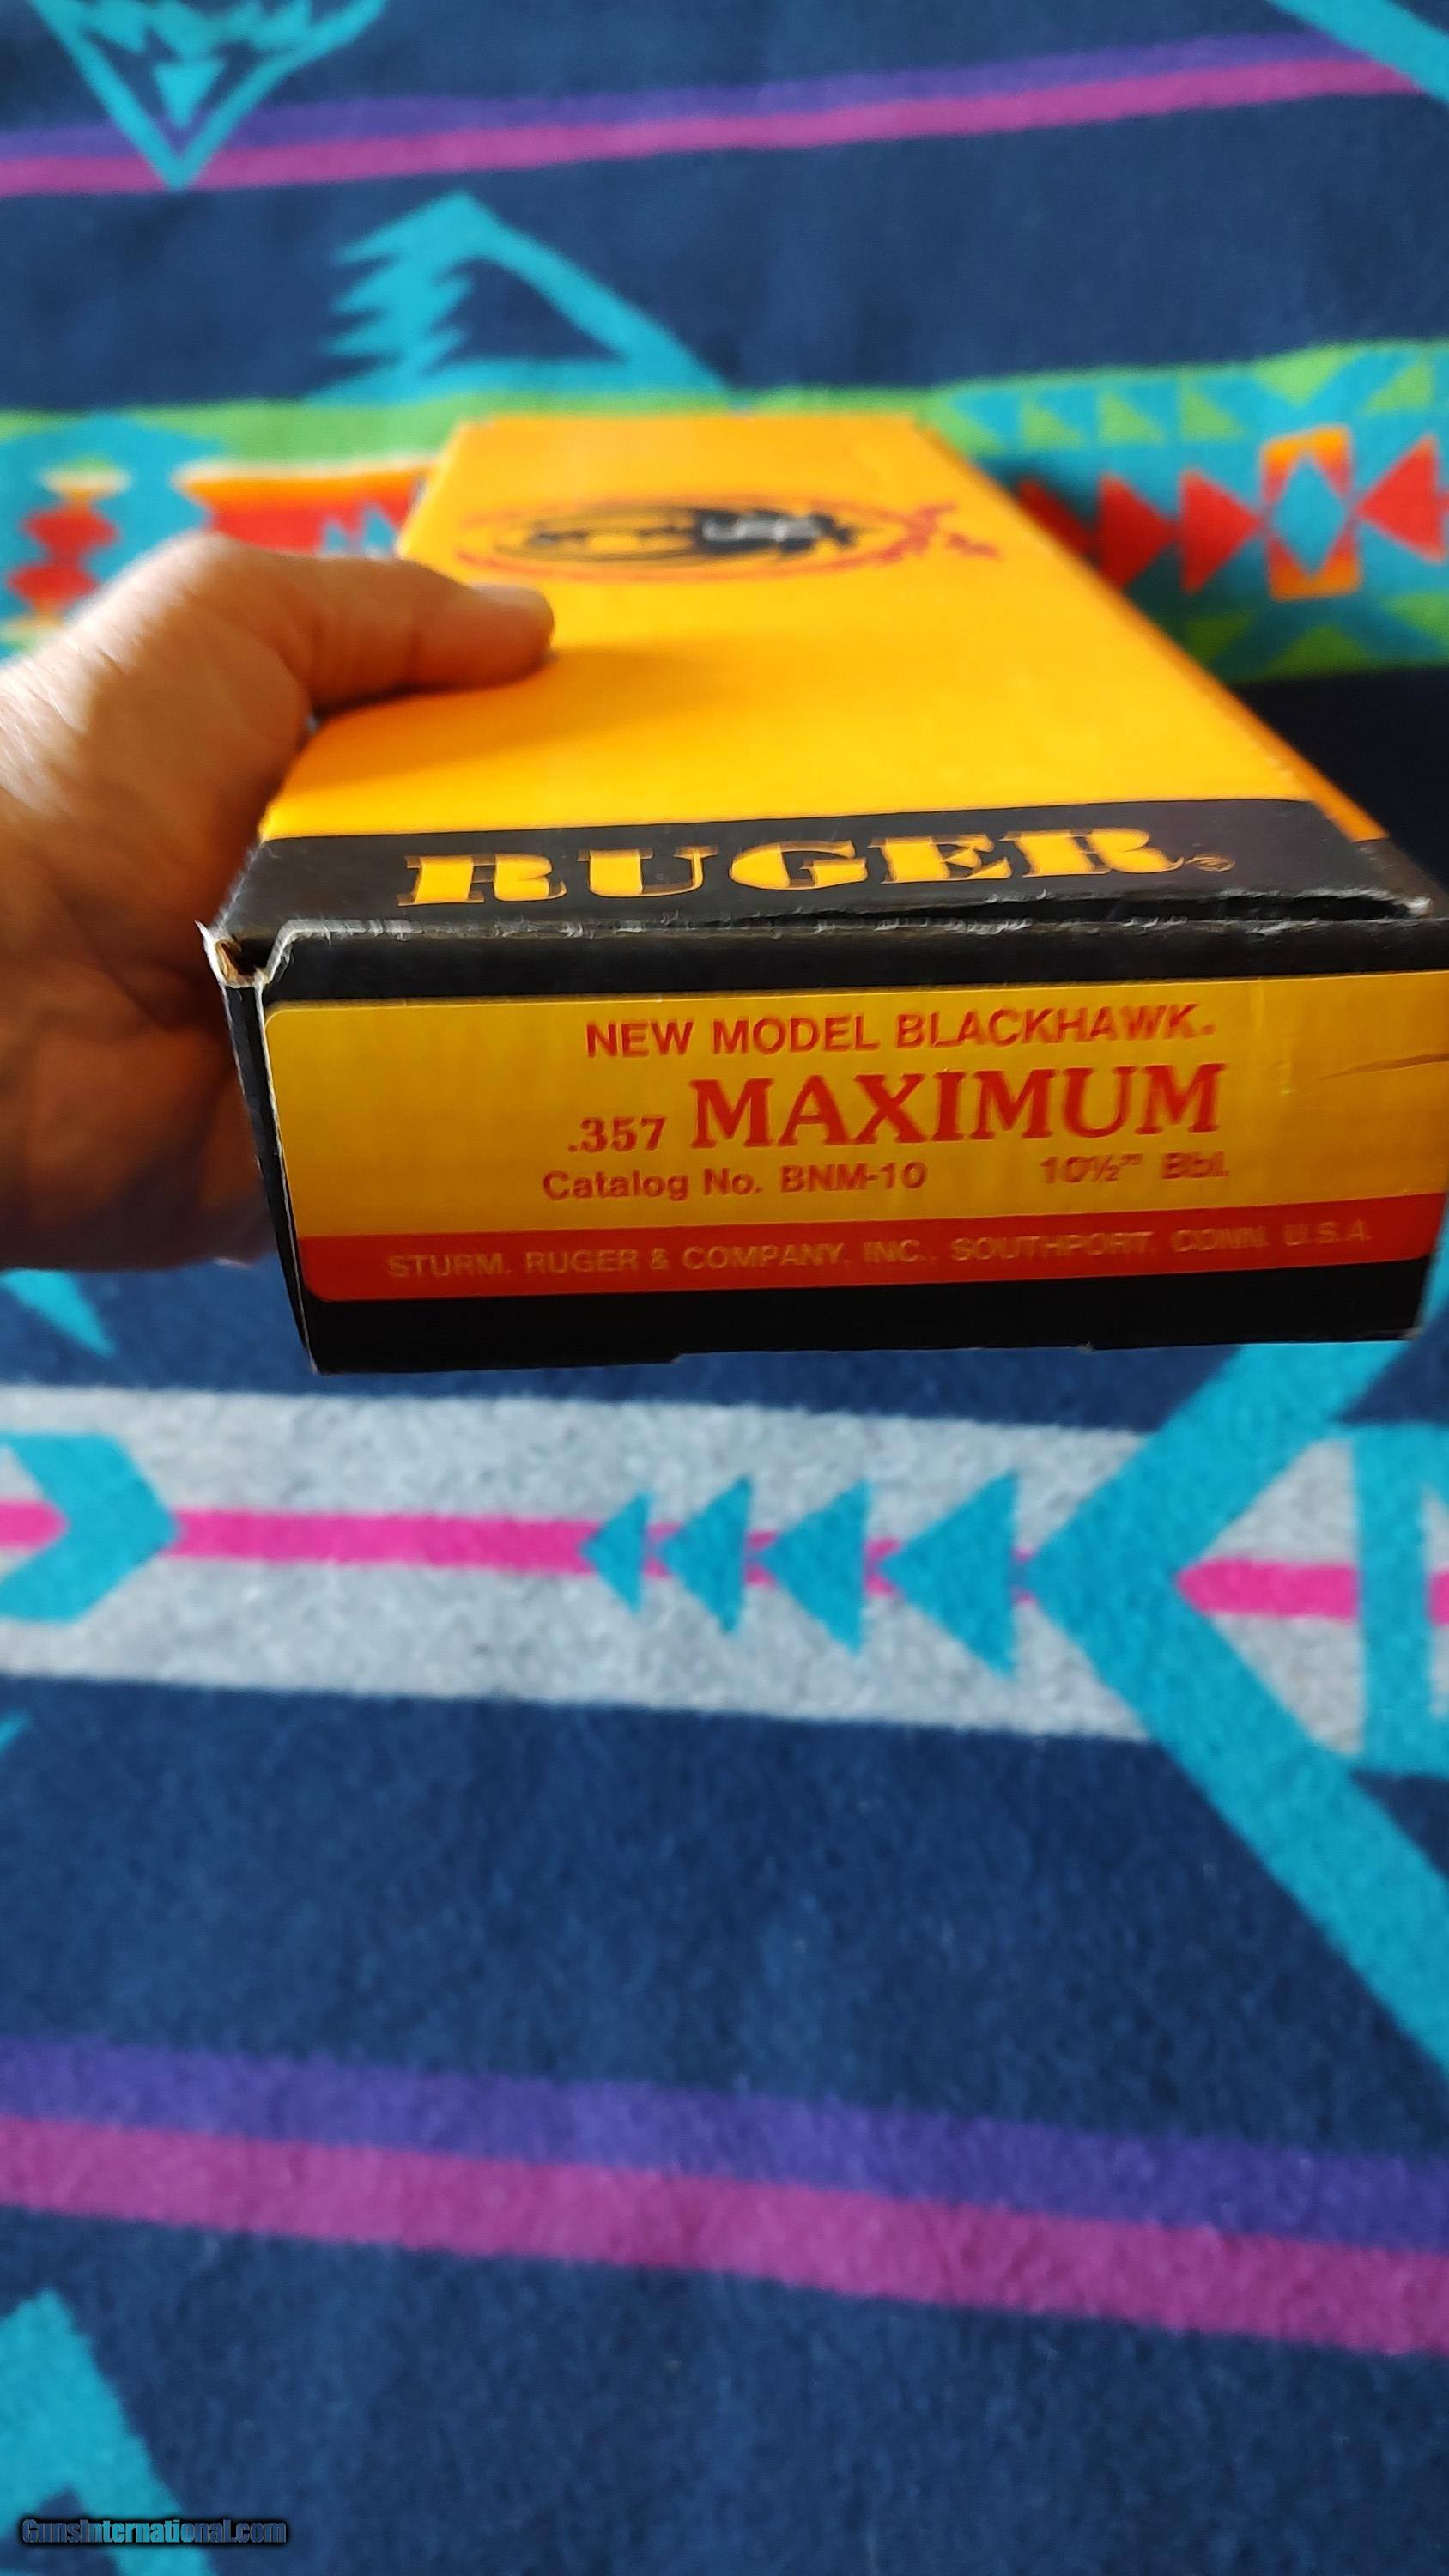 RUGER®
NEW MODEL BLACKHAWK®
.357 MAXIMUM
Catalog No. BNM-10 10½" Bbl.
STURM, RUGER & COMPANY, INC., SOUTHPORT, CONN. U.S.A.
GunsInternational.com